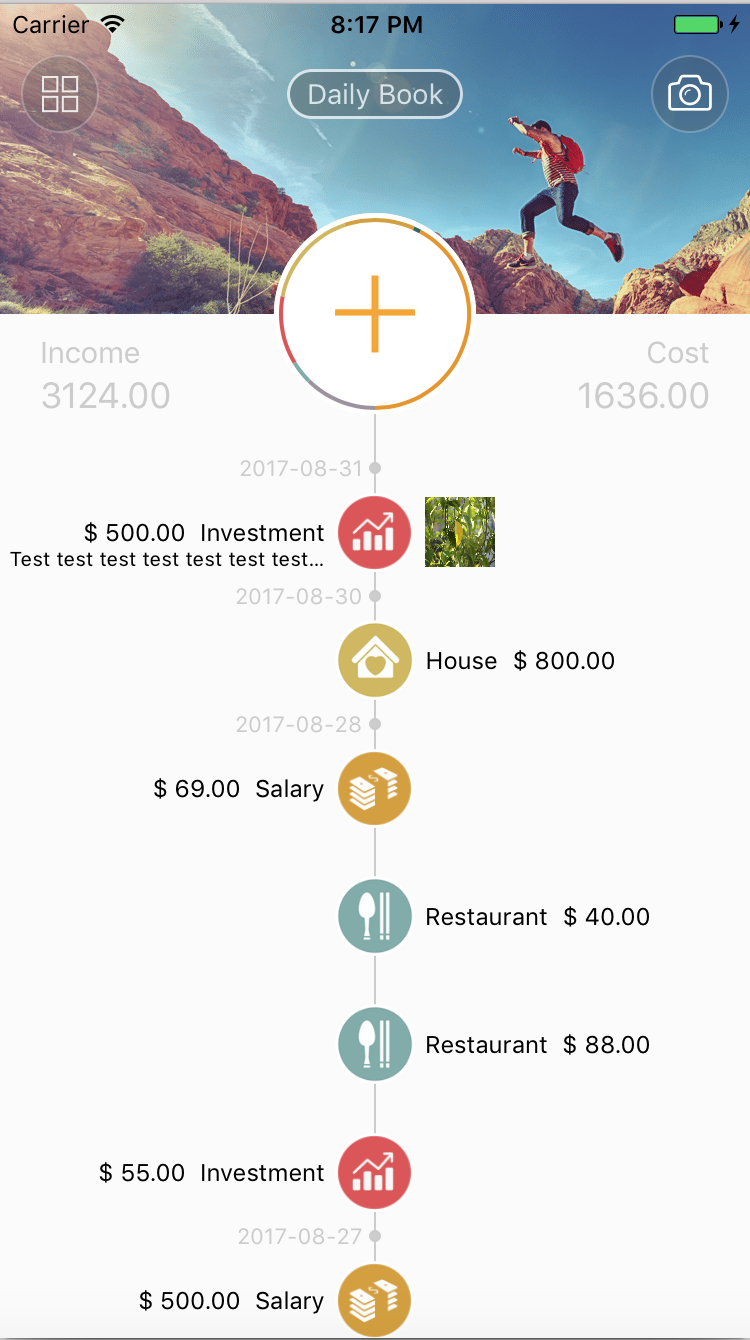 Carrier 8:17 PM
Daily Book
Income Cost
3124.00 1636.00
2017-08-31
$ 500.00 Investment
Test test test test test test test...
2017-08-30
House $ 800.00
2017-08-28
$ 69.00 Salary
Restaurant $ 40.00
Restaurant $ 88.00
$ 55.00 Investment
2017-08-27
$ 500.00 Salary